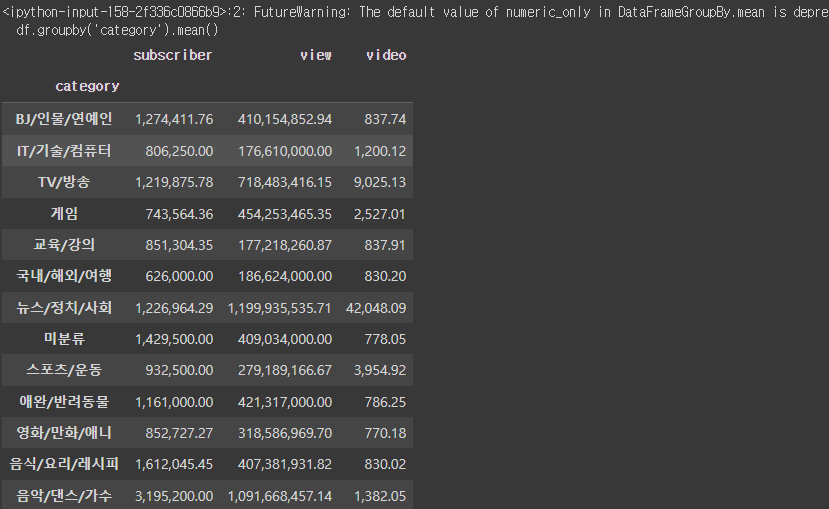 <ipython-input-158-2f336c0866b9>:2: FutureWarning: The default value of numeric_only in DataFrameGroupBy.mean is depre
df.groupby('category').mean()
subscriber view video
category
BJ/인물/연예인 1,274,411.76 410,154,852.94 837.74
IT/기술/컴퓨터 806,250.00 176,610,000.00 1,200.12
TV/방송 1,219,875.78 718,483,416.15 9,025.13
게임 743,564.36 454,253,465.35 2,527.01
교육/강의 851,304.35 177,218,260.87 837.91
국내/해외/여행 626,000.00 186,624,000.00 830.20
뉴스/정치/사회 1,226,964.29 1,199,935,535.71 42,048.09
미분류 1,429,500.00 409,034,000.00 778.05
스포츠/운동 932,500.00 279,189,166.67 3,954.92
애완/반려동물 1,161,000.00 421,317,000.00 786.25
영화/만화/애니 852,727.27 318,586,969.70 770.18
음식/요리/레시피 1,612,045.45 407,381,931.82 830.02
음악/댄스/가수 3,195,200.00 1,091,668,457.14 1,382.05